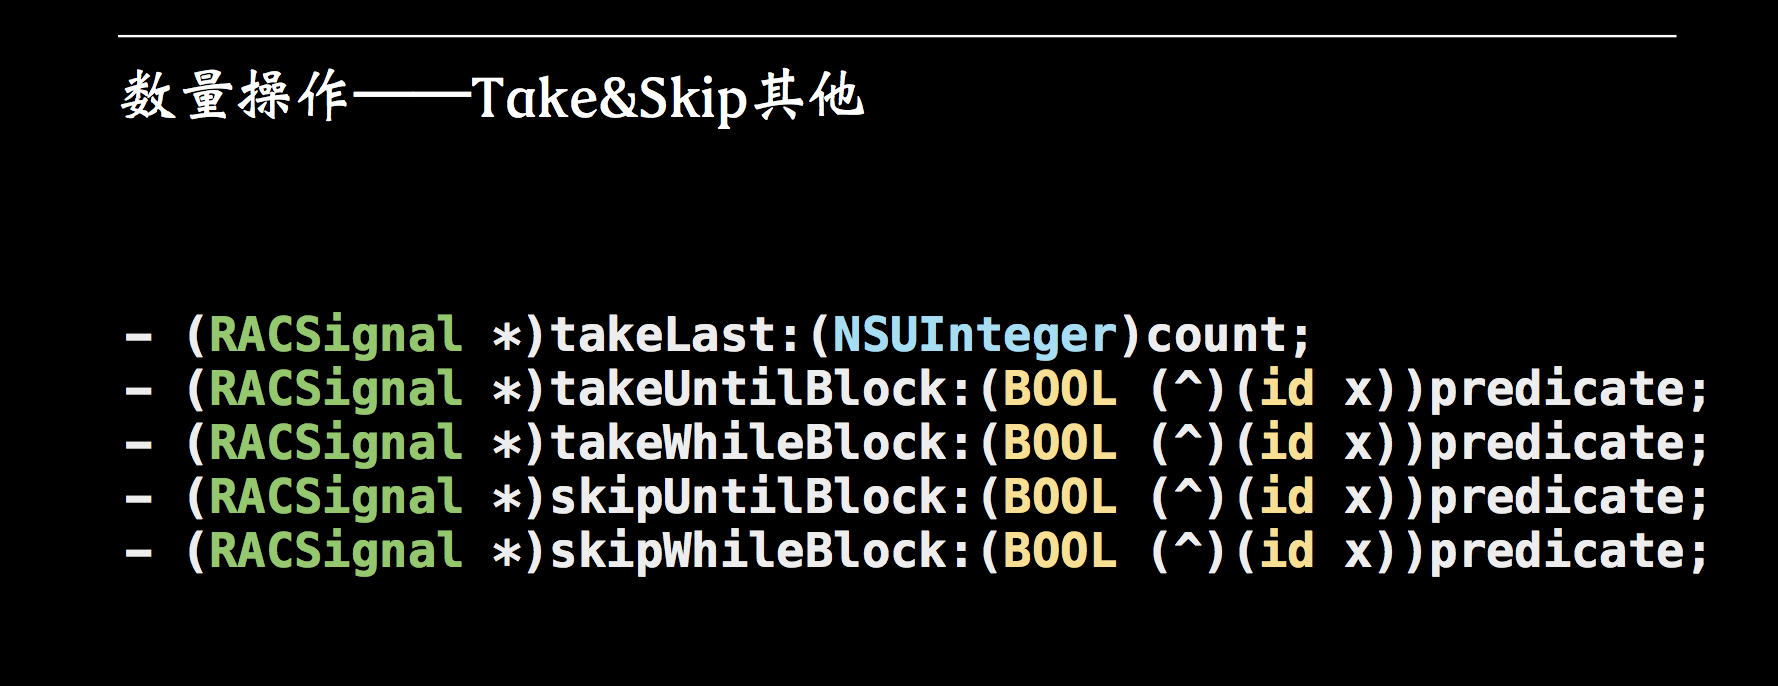 数量操作——Take&Skip其他
- (RACSignal *)takeLast:(NSUInteger)count;
- (RACSignal *)takeUntilBlock:(BOOL (^)(id x))predicate;
- (RACSignal *)takeWhileBlock:(BOOL (^)(id x))predicate;
- (RACSignal *)skipUntilBlock:(BOOL (^)(id x))predicate;
- (RACSignal *)skipWhileBlock:(BOOL (^)(id x))predicate;